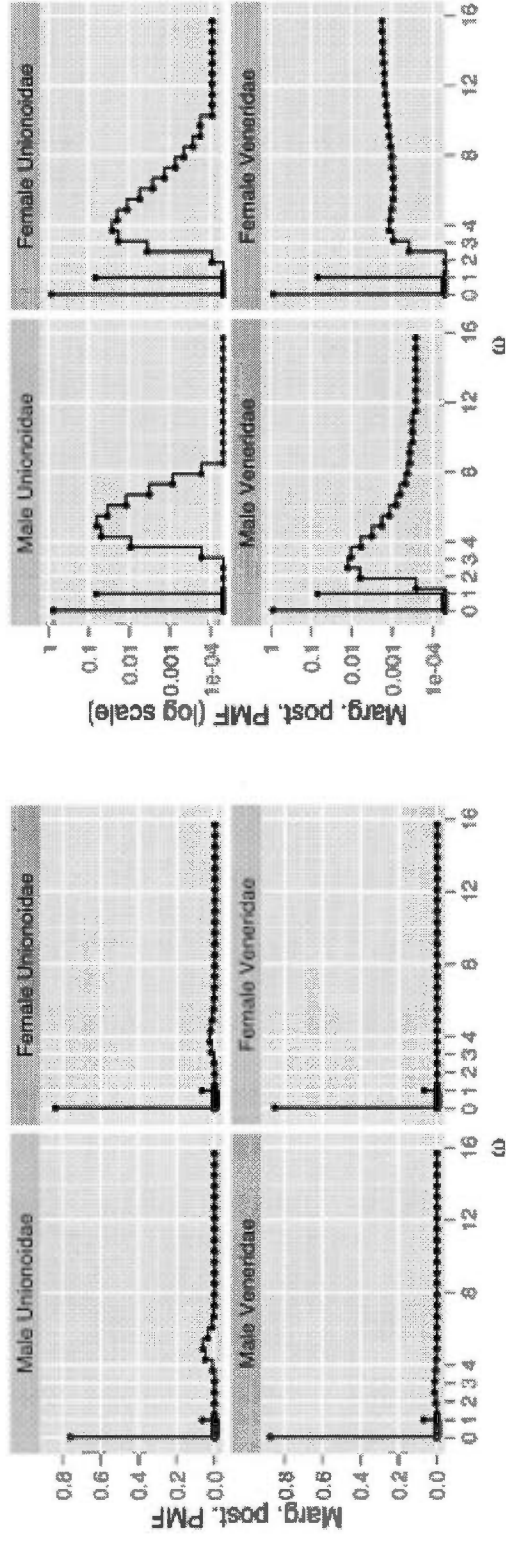 Male Unionoidae
Female Unionoidae
0.8
0.6
0.4
0.2
0.0
Male Veneridae
Female Veneridae
0.8
0.6
0.4
0.2
0.0
Marg. post. PMF
0 1 2 3 4 8 12 16
0 1 2 3 4 8 12 16
ω
Male Unionoidae
Female Unionoidae
1
0.1
0.01
0.001
1e-04
Male Veneridae
Female Veneridae
1
0.1
0.01
0.001
1e-04
Marg. post. PMF (log scale)
0 1 2 3 4 8 12 16
0 1 2 3 4 8 12 16
ω